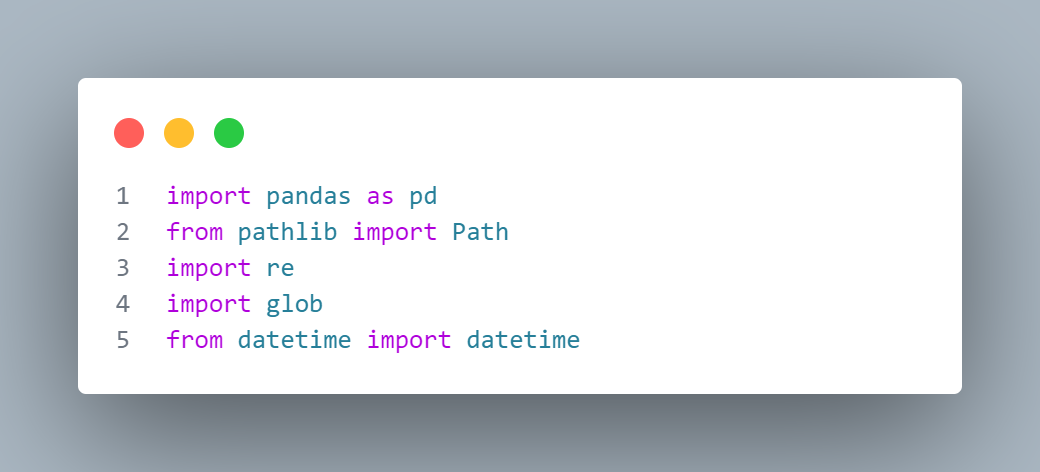 1 import pandas as pd
2 from pathlib import Path
3 import re
4 import glob
5 from datetime import datetime